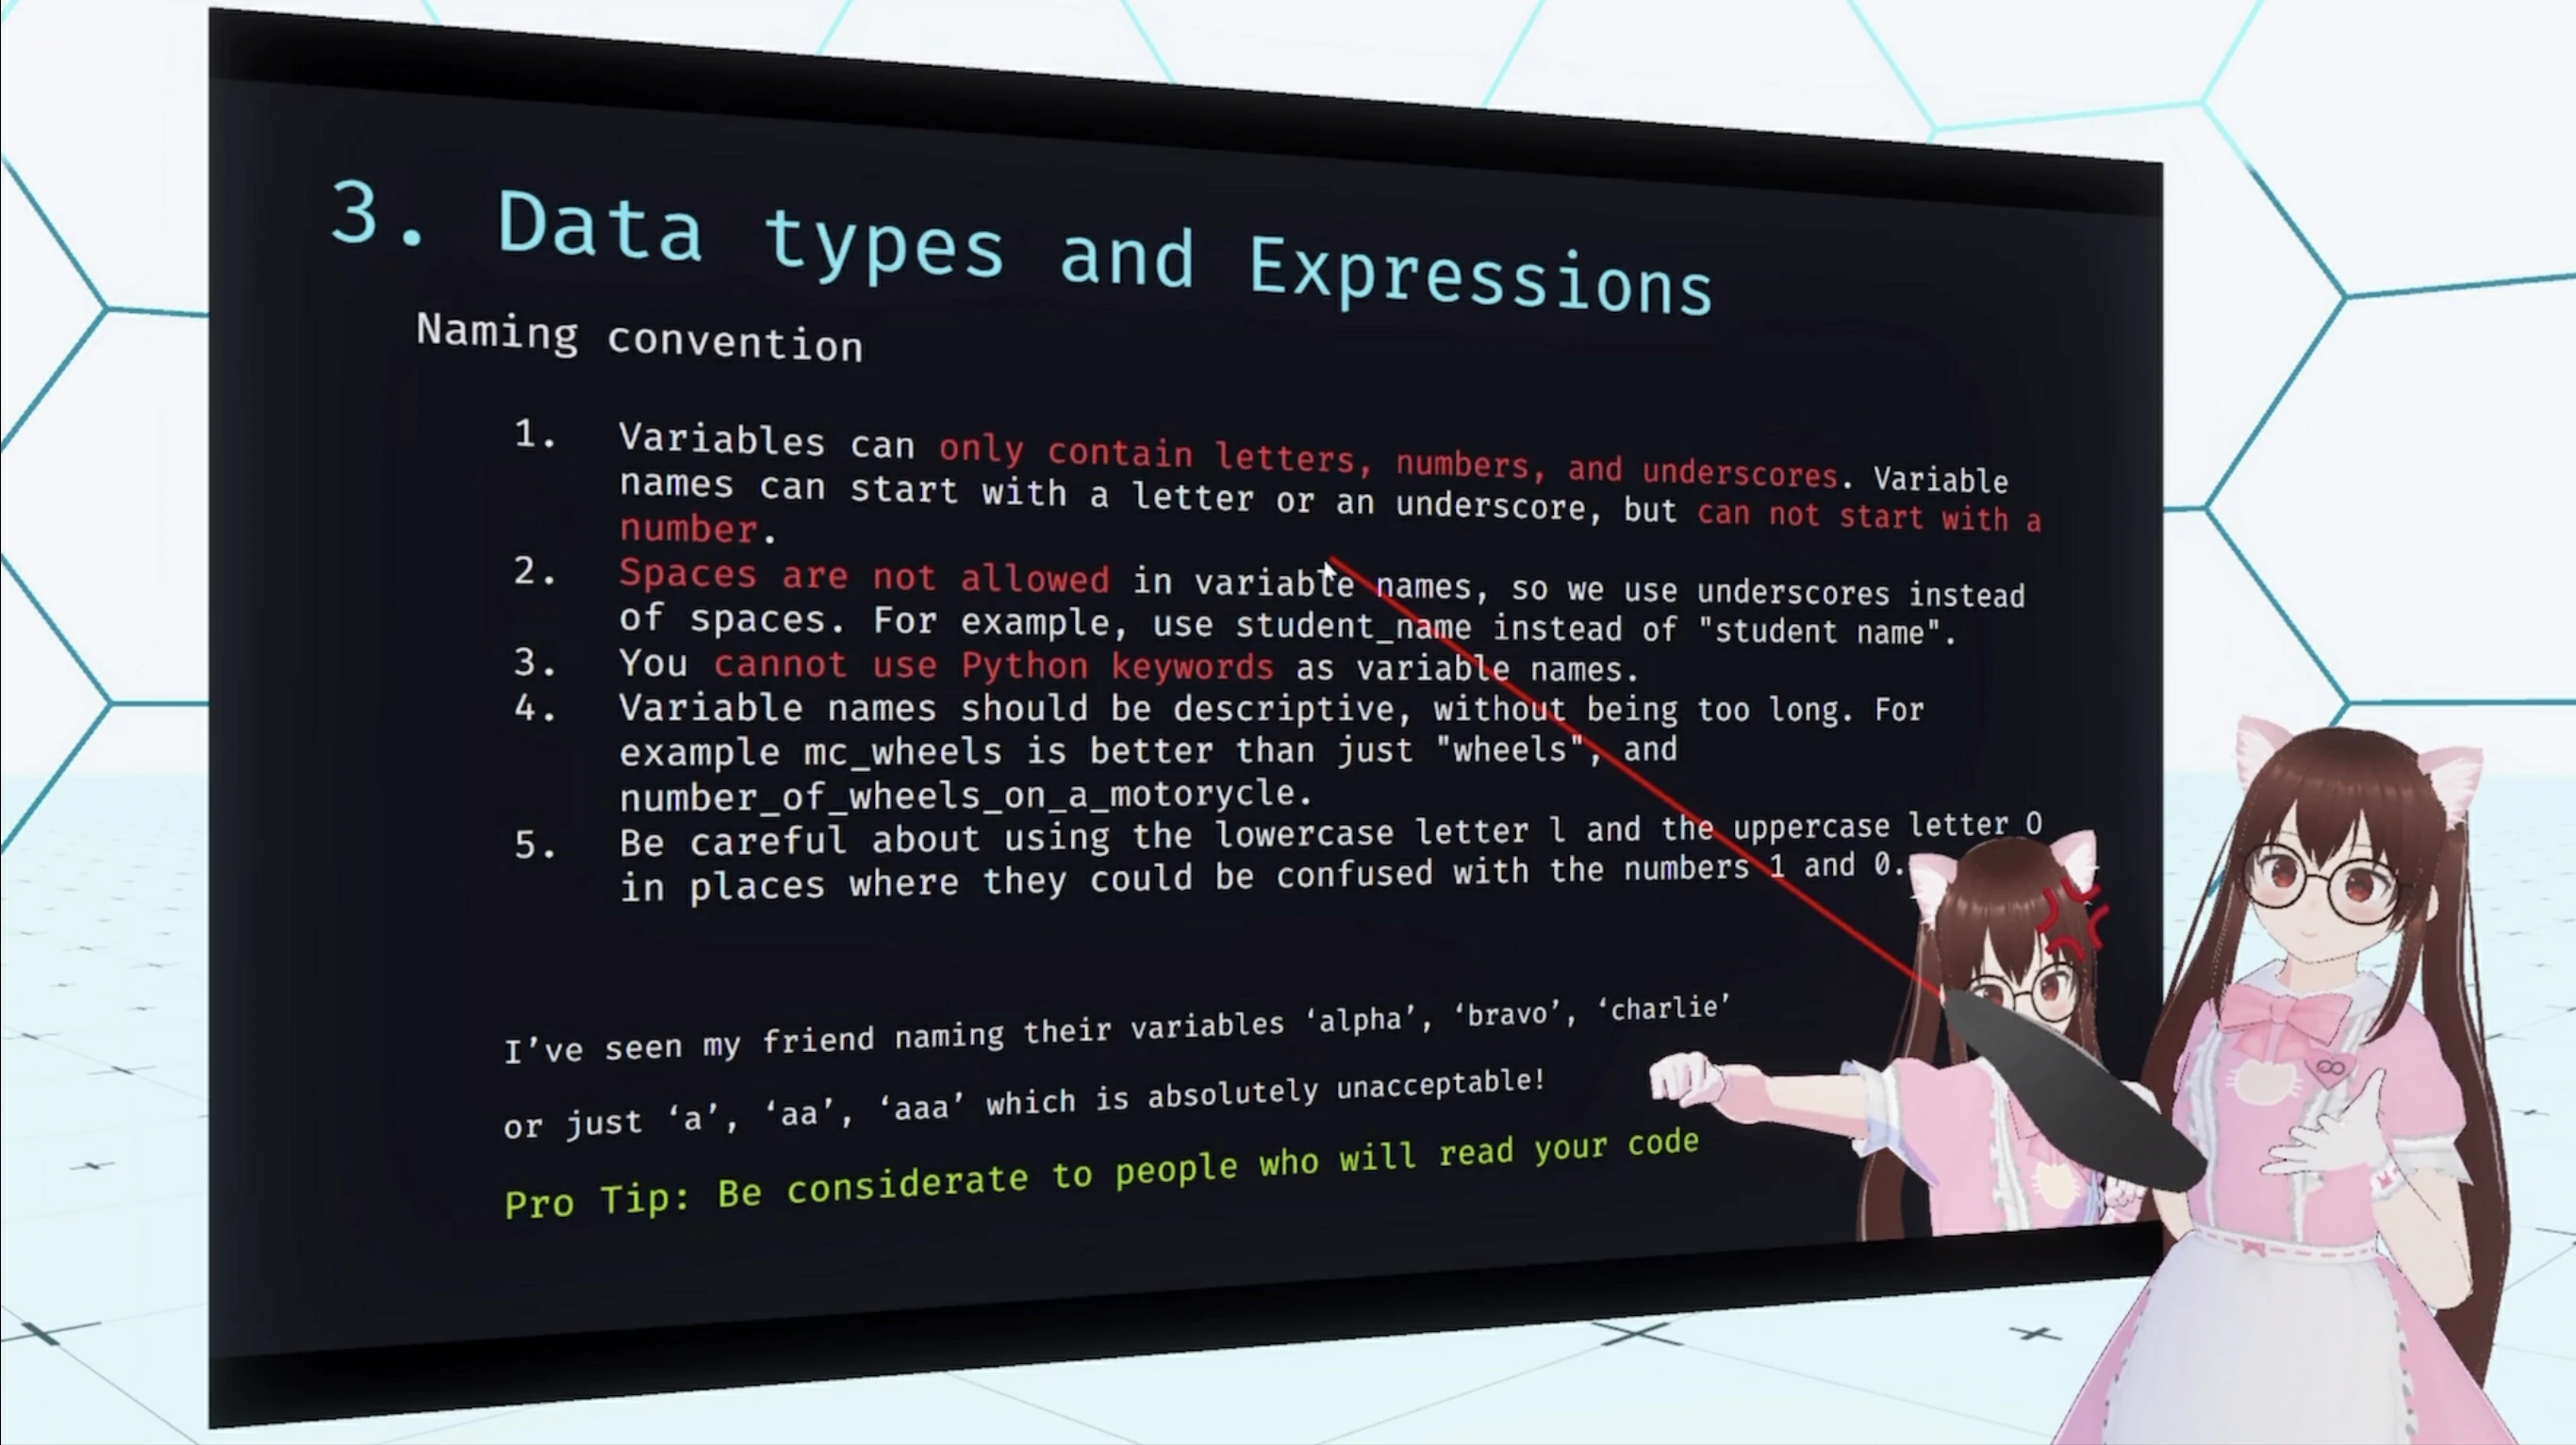 3. Data types and Expressions
Naming convention
1. Variables can only contain letters, numbers, and underscores. Variable
names can start with a letter or an underscore, but can not start with a
number.
2. Spaces are not allowed in variable names, so we use underscores instead
of spaces. For example, use student_name instead of "student name".
3. You cannot use Python keywords as variable names.
4. Variable names should be descriptive, without being too long. For
example mc_wheels is better than just "wheels", and
number_of_wheels_on_a_motorycle.
5. Be careful about using the lowercase letter l and the uppercase letter O
in places where they could be confused with the numbers 1 and 0.
I’ve seen my friend naming their variables ‘alpha’, ‘bravo’, ‘charlie’
or just ‘a’, ‘aa’, ‘aaa’ which is absolutely unacceptable!
Pro Tip: Be considerate to people who will read your code